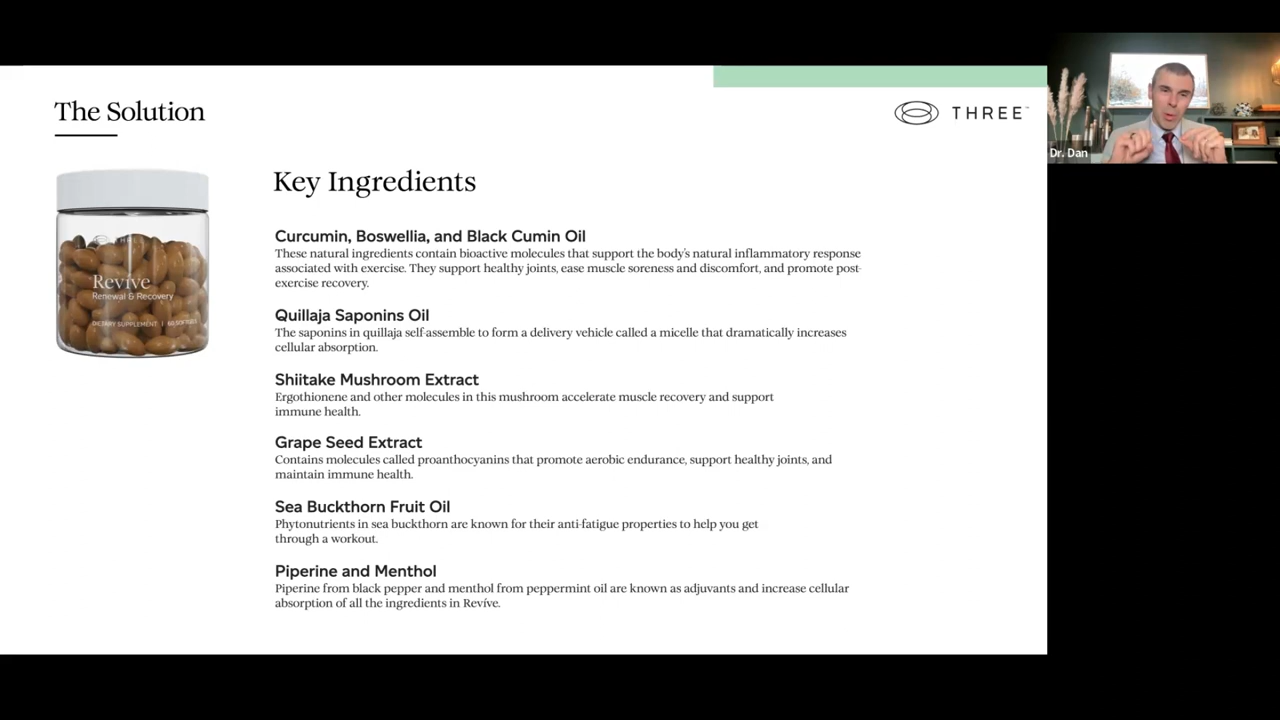 The Solution
THREE™
Dr. Dan
THREE
Revive
Renewal & Recovery
DIETARY SUPPLEMENT | 60 SOFTGELS
Key Ingredients
Curcumin, Boswellia, and Black Cumin Oil
These natural ingredients contain bioactive molecules that support the body's natural inflammatory response
associated with exercise. They support healthy joints, ease muscle soreness and discomfort, and promote post-
exercise recovery.
Quillaja Saponins Oil
The saponins in quillaja self-assemble to form a delivery vehicle called a micelle that dramatically increases
cellular absorption.
Shiitake Mushroom Extract
Ergothionene and other molecules in this mushroom accelerate muscle recovery and support
immune health.
Grape Seed Extract
Contains molecules called proanthocyanins that promote aerobic endurance, support healthy joints, and
maintain immune health.
Sea Buckthorn Fruit Oil
Phytonutrients in sea buckthorn are known for their anti-fatigue properties to help you get
through a workout.
Piperine and Menthol
Piperine from black pepper and menthol from peppermint oil are known as adjuvants and increase cellular
absorption of all the ingredients in Revíve.